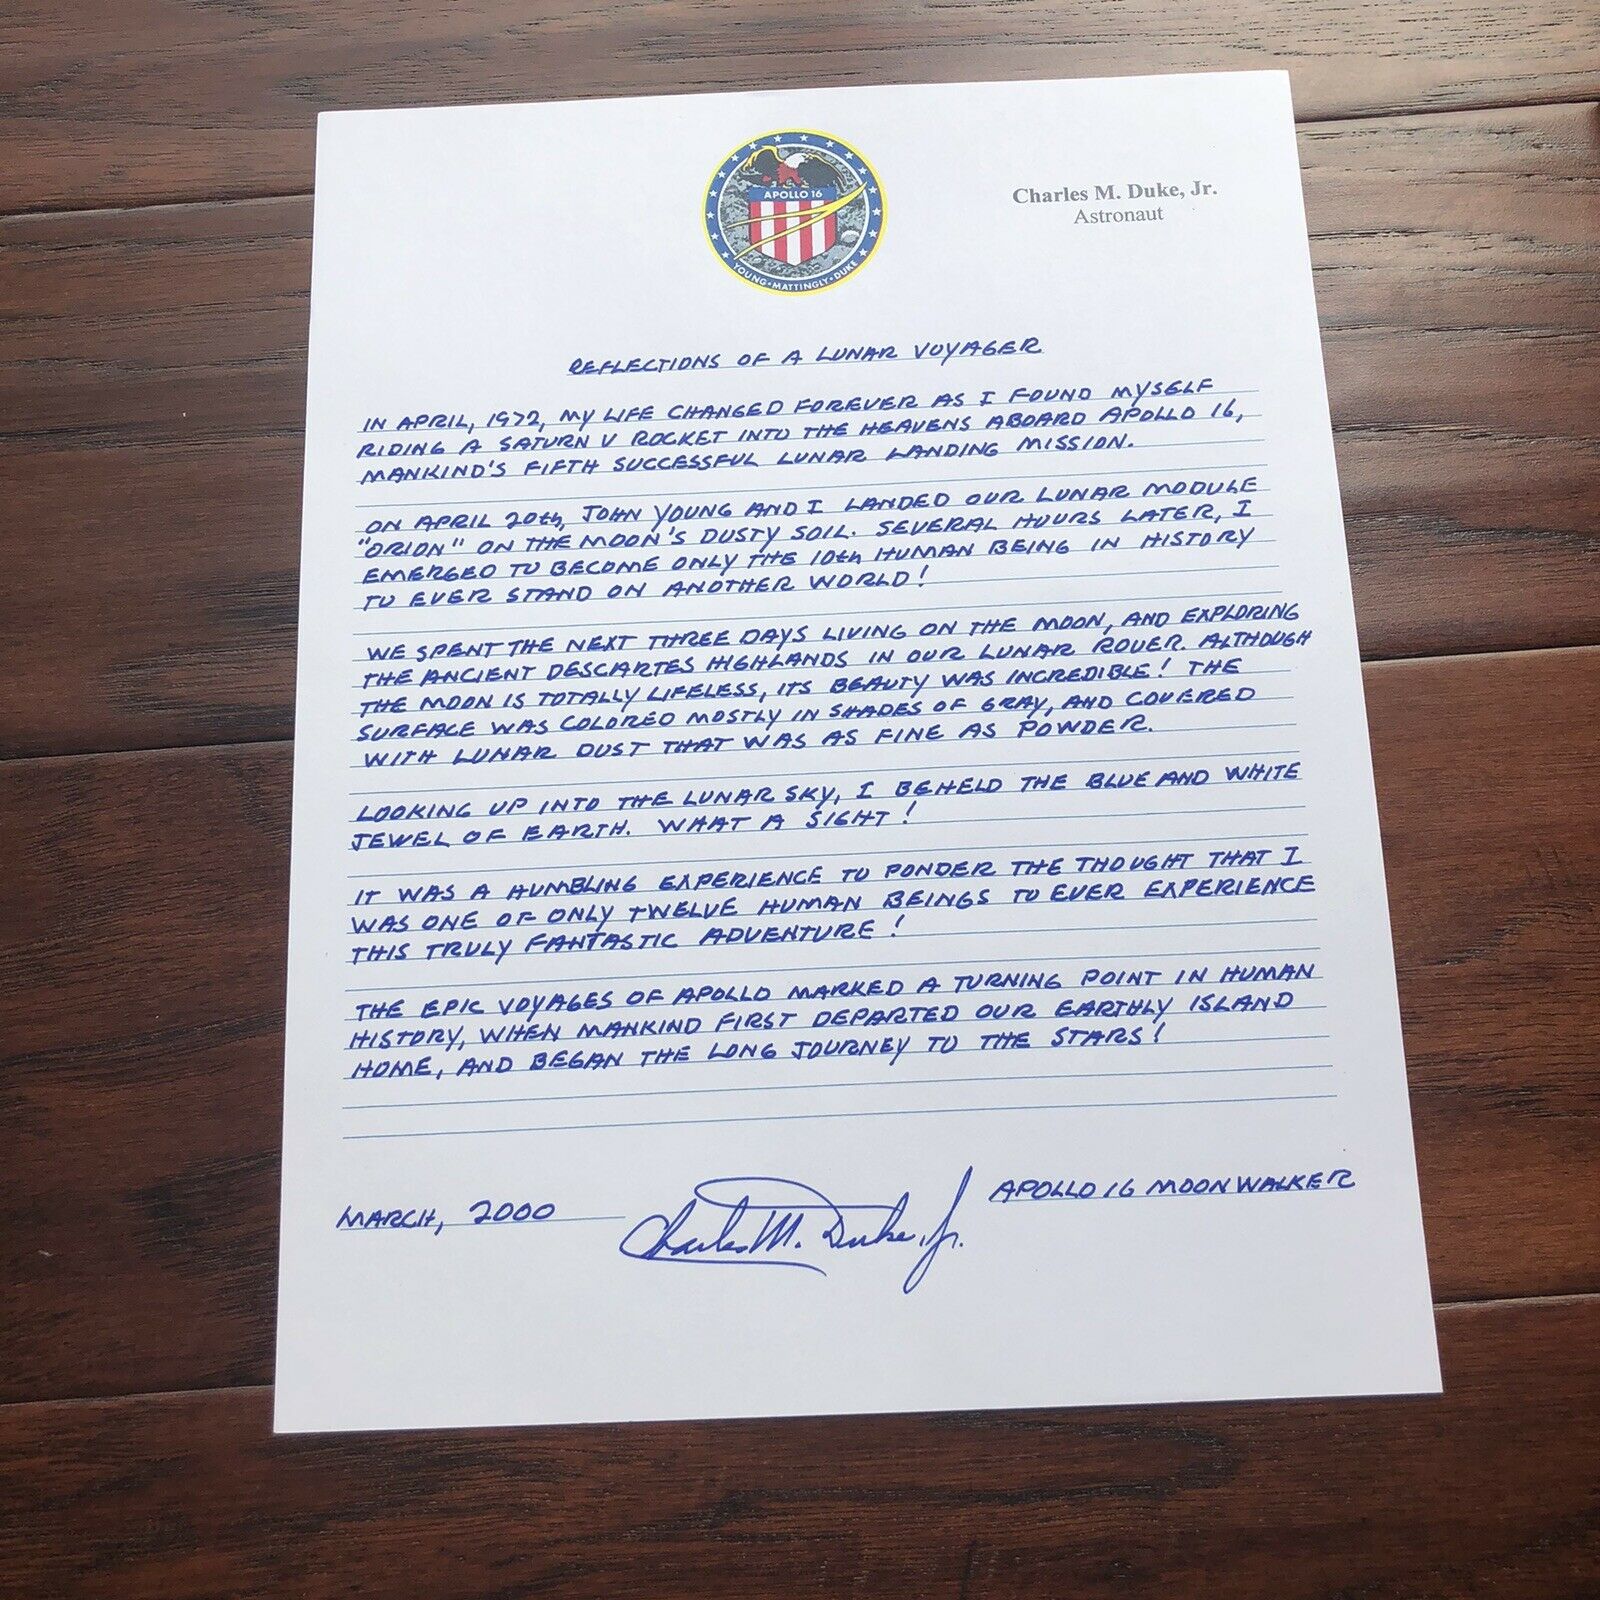 APOLLO 16
YOUNG • MATTINGLY • DUKE
Charles M. Duke, Jr.
Astronaut
REFLECTIONS OF A LUNAR VOYAGER
IN APRIL, 1972, MY LIFE CHANGED FOREVER AS I FOUND MYSELF
RIDING A SATURN V ROCKET INTO THE HEAVENS ABOARD APOLLO 16,
MANKIND'S FIFTH SUCCESSFUL LUNAR LANDING MISSION.
ON APRIL 20th, JOHN YOUNG AND I LANDED OUR LUNAR MODULE
"ORION" ON THE MOON'S DUSTY SOIL. SEVERAL HOURS LATER, I
EMERGED TO BECOME ONLY THE 10th HUMAN BEING IN HISTORY
TO EVER STAND ON ANOTHER WORLD!
WE SPENT THE NEXT THREE DAYS LIVING ON THE MOON, AND EXPLORING
THE ANCIENT DESCARTES HIGHLANDS IN OUR LUNAR ROVER. ALTHOUGH
THE MOON IS TOTALLY LIFELESS, ITS BEAUTY WAS INCREDIBLE! THE
SURFACE WAS COLORED MOSTLY IN SHADES OF GRAY, AND COVERED
WITH LUNAR DUST THAT WAS AS FINE AS POWDER.
LOOKING UP INTO THE LUNAR SKY, I BEHELD THE BLUE AND WHITE
JEWEL OF EARTH. WHAT A SIGHT!
IT WAS A HUMBLING EXPERIENCE TO PONDER THE THOUGHT THAT I
WAS ONE OF ONLY TWELVE HUMAN BEINGS TO EVER EXPERIENCE
THIS TRULY FANTASTIC ADVENTURE!
THE EPIC VOYAGES OF APOLLO MARKED A TURNING POINT IN HUMAN
HISTORY, WHEN MANKIND FIRST DEPARTED OUR EARTHLY ISLAND
HOME, AND BEGAN THE LONG JOURNEY TO THE STARS!
MARCH, 2000
Charles M. Duke, Jr.
APOLLO 16 MOONWALKER